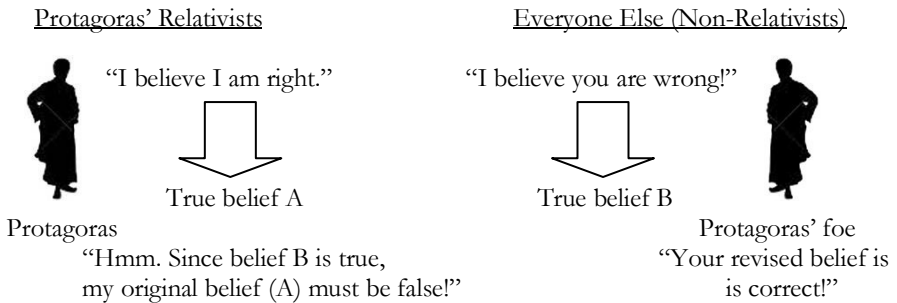 Protagoras' Relativists
Everyone Else (Non-Relativists)
“I believe I am right.”
“I believe you are wrong!”
True belief A
True belief B
Protagoras
Protagoras' foe
“Hmm. Since belief B is true,
my original belief (A) must be false!”
“Your revised belief is
is correct!”